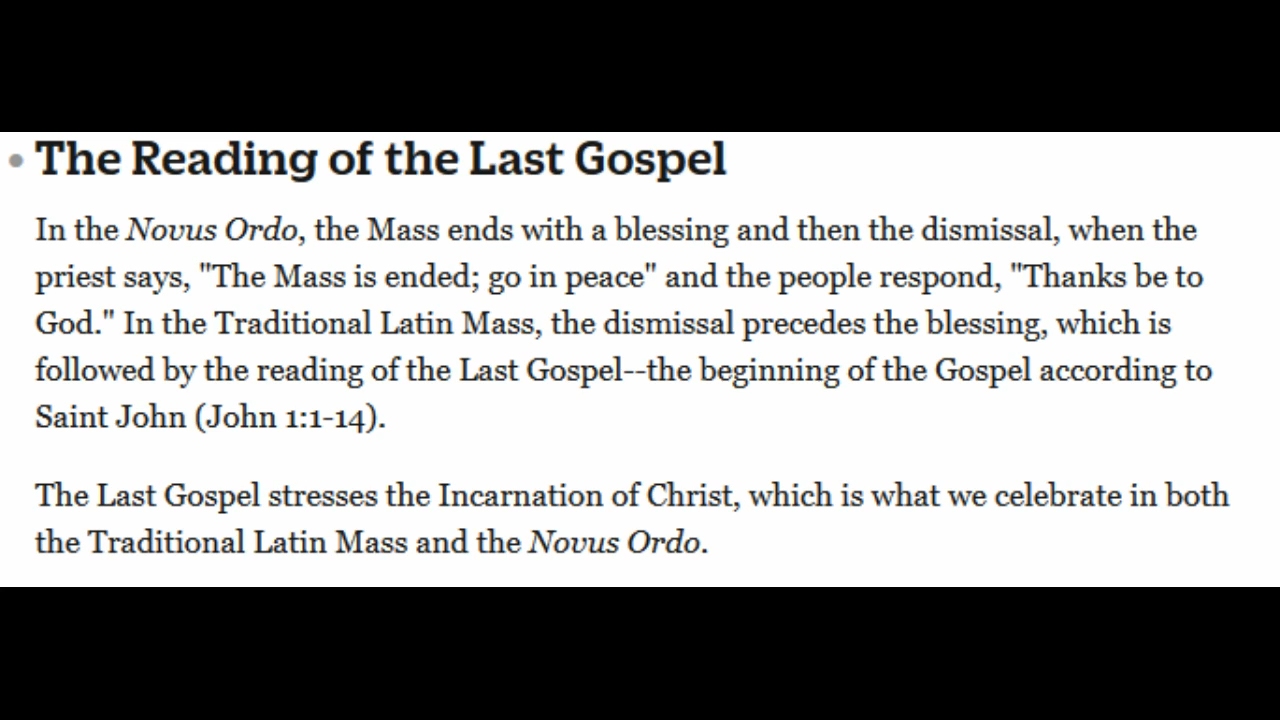 • The Reading of the Last Gospel
In the Novus Ordo, the Mass ends with a blessing and then the dismissal, when the
priest says, "The Mass is ended; go in peace" and the people respond, "Thanks be to
God." In the Traditional Latin Mass, the dismissal precedes the blessing, which is
followed by the reading of the Last Gospel--the beginning of the Gospel according to
Saint John (John 1:1-14).
The Last Gospel stresses the Incarnation of Christ, which is what we celebrate in both
the Traditional Latin Mass and the Novus Ordo.